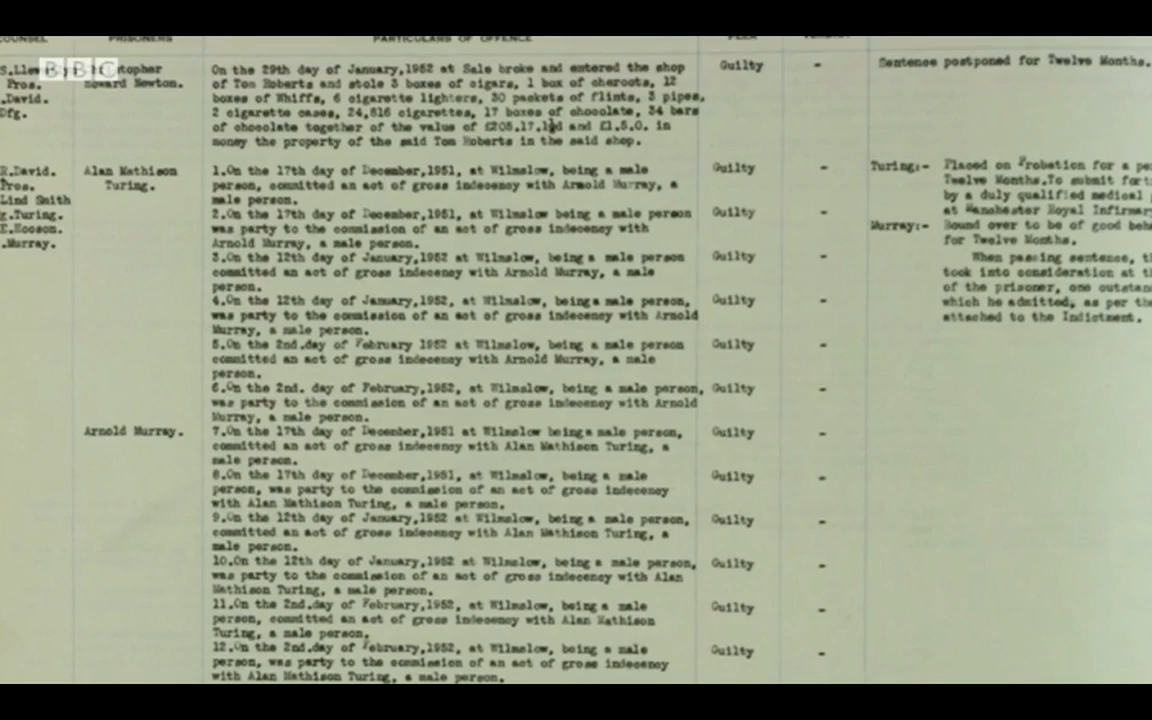 COUNSEL PRISONERS PARTICULARS OF OFFENCE PLEA
BBC
On the 29th day of January,1952 at Sale broke and entered the shop
of Tom Roberts and stole 3 boxes of cigars, 1 box of cheroots, 12
boxes of Whiffs, 6 cigarette lighters, 30 packets of flints, 3 pipes,
2 cigarette cases, 24,816 cigarettes, 17 boxes of chocolate, 34 bars
of chocolate together of the value of and £1.5.0. in
money the property of the said Tom Roberts in the said shop.
Guilty -
Sentence postponed for Twelve Months.
Pros.
.David.
Dfg.
Howard Newton.
R.David.
Pros.
Lind Smith
g.Turing.
E.Hooson.
.Murray.
Alan Mathison
Turing.
1.On the 17th day of December,1951, at Wilmslow, being a male
person, committed an act of gross indecency with Arnold Murray, a
male person.
Guilty -
2.On the 17th day of December,1951, at Wilmslow being a male person
was party to the commission of an act of gross indecency with
Arnold Murray, a male person.
Guilty -
3.On the 12th day of January,1952 at Wilmslow, being a male person
committed an act of gross indecency with Arnold Murray, a male
person.
Guilty -
4.On the 12th day of January,1952, at Wilmslow, being a male person,
was party to the commission of an act of gross indecency with Arnold
Murray, a male person.
Guilty -
5.On the 2nd.day of February 1952, at Wilmslow, being a male person
committed an act of gross indecency with Arnold Murray, a male
person.
Guilty -
6.On the 2nd. day of February,1952, at Wilmslow, being a male person,
was party to the commission of an act of gross indecency with Arnold
Murray, a male person.
Guilty -
Turing:- Placed on Probation for a
Twelve Months.To submit
by a duly qualified medical
at Manchester Royal Infirmary
Murray:- Bound over to be of good
for Twelve Months.
When passing sentence,
took into consideration at
of the prisoner, one
which he admitted, as per the
attached to the Indictment.
Arnold Murray.
7.On the 17th day of December,1951 at Wilmslow being a male person,
committed an act of gross indecency with Alan Mathison Turing, a
male person.
Guilty -
8.On the 17th day of December,1951, at Wilmslow, being a male
person, was party to the commission of an act of gross indecency
with Alan Mathison Turing, a male person.
Guilty -
9.On the 12th day of January,1952 at Wilmslow, being a male person,
committed an act of gross indecency with Alan Mathison Turing, a
male person.
Guilty -
10.On the 12th day of January,1952 at Wilmslow, being a male person,
was party to the commission of an act of gross indecency with Alan
Mathison Turing, a male person.
Guilty -
11.On the 2nd.day of February,1952, at Wilmslow, being a male
person, committed an act of gross indecency with Alan Mathison
Turing, a male person.
Guilty -
12.On the 2nd.day of February,1952, at Wilmslow, being a male
person, was party to the commission of an act of gross indecency
with Alan Mathison Turing, a male person.
Guilty -